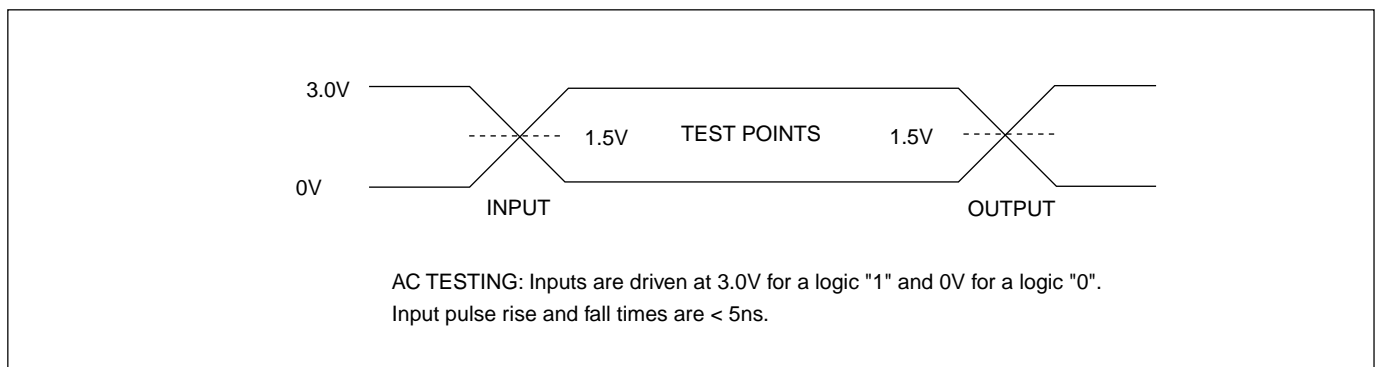 3.0V
1.5V TEST POINTS 1.5V
0V
INPUT OUTPUT
AC TESTING: Inputs are driven at 3.0V for a logic "1" and 0V for a logic "0".
Input pulse rise and fall times are < 5ns.